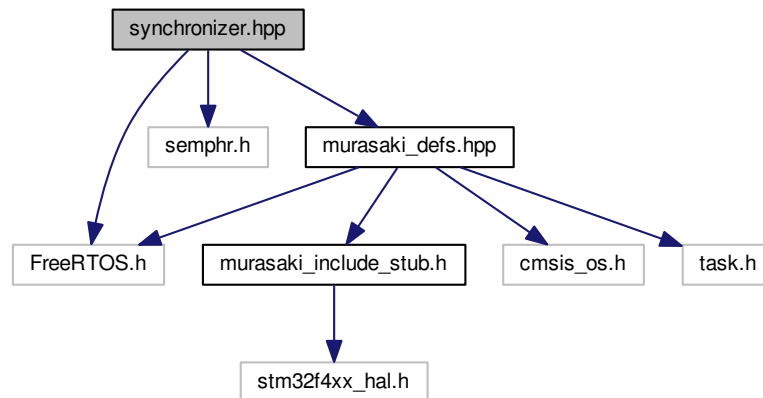 synchronizer.hpp
semphr.h
murasaki_defs.hpp
FreeRTOS.h
murasaki_include_stub.h
cmsis_os.h
task.h
stm32f4xx_hal.h